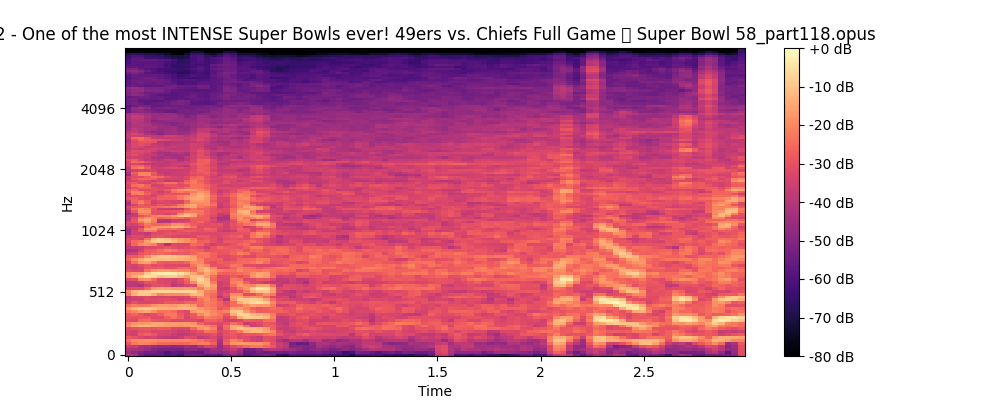 2 - One of the most INTENSE Super Bowls ever! 49ers vs. Chiefs Full Game Super Bowl 58_part118.opus
+0 dB
-10 dB
-20 dB
-30 dB
-40 dB
-50 dB
-60 dB
-70 dB
-80 dB
4096
2048
1024
512
0
Hz
0
0.5
1
1.5
2
2.5
Time